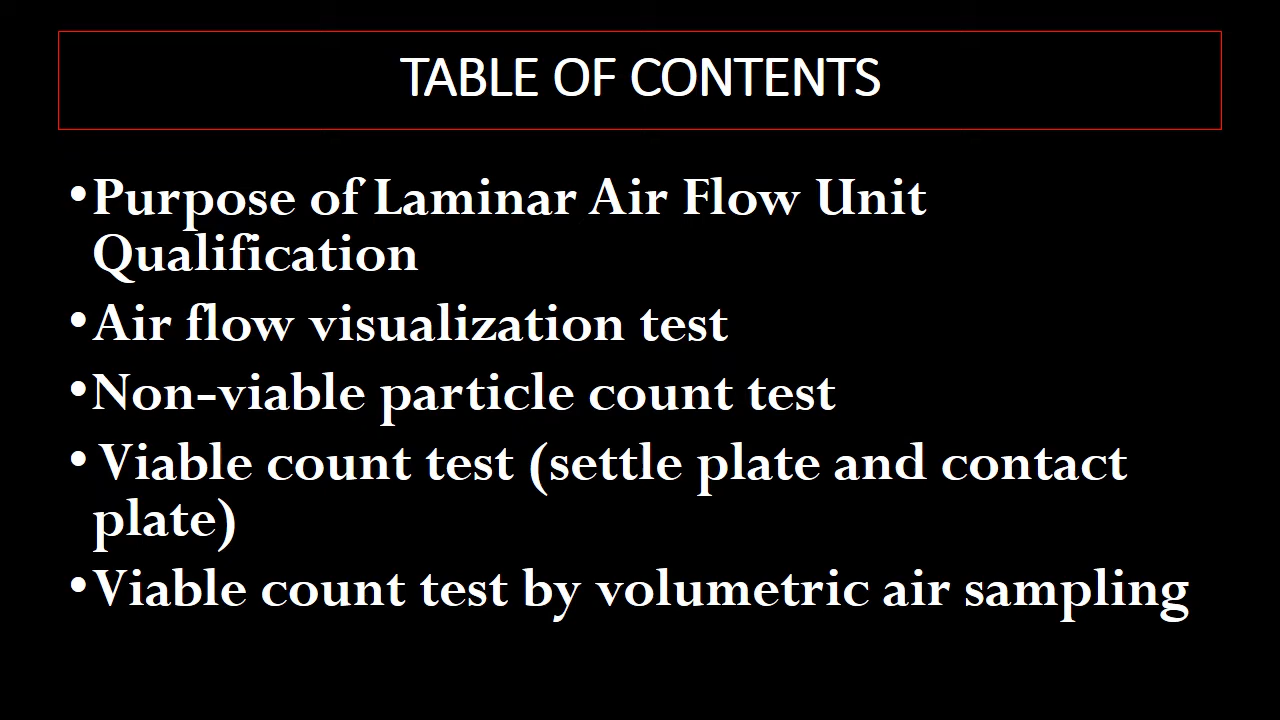 TABLE OF CONTENTS
•Purpose of Laminar Air Flow Unit
Qualification
•Air flow visualization test
•Non-viable particle count test
• Viable count test (settle plate and contact
plate)
•Viable count test by volumetric air sampling